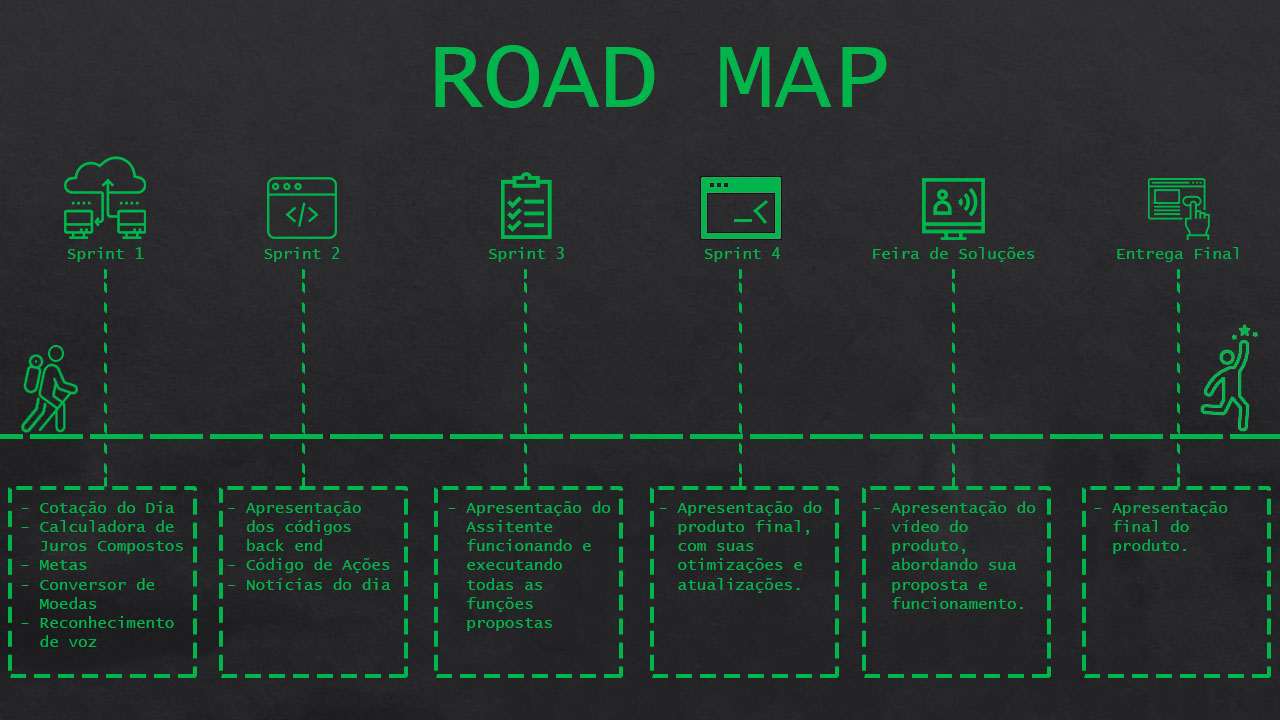 ROAD MAP
Sprint 1
Sprint 2
Sprint 3
Sprint 4
Feira de Soluções
Entrega Final
- Cotação do Dia
- Calculadora de
Juros Compostos
- Metas
- Conversor de
Moedas
- Reconhecimento
de voz
- Apresentação
dos códigos
back end
- Código de Ações
- Notícias do dia
- Apresentação do
Assitente
funcionando e
executando
todas as
funções
propostas
- Apresentação do
produto final,
com suas
otimizações e
atualizações.
- Apresentação do
vídeo do
produto,
abordando sua
proposta e
funcionamento.
- Apresentação
final do
produto.